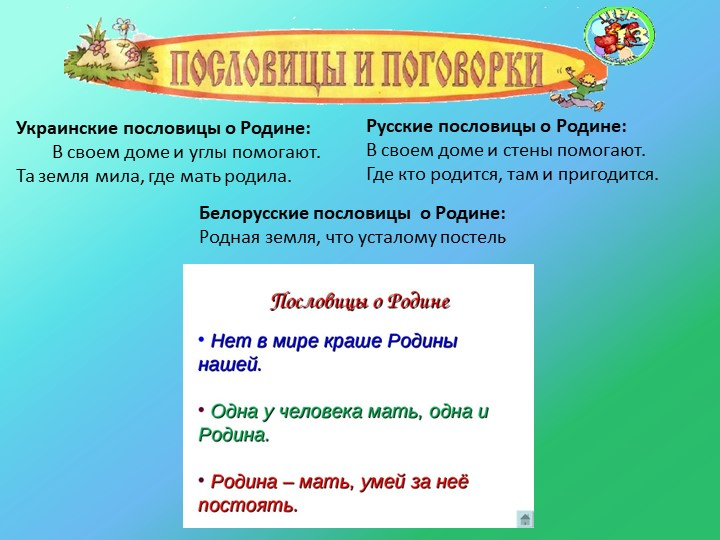 ПОСЛОВИЦЫ И ПОГОВОРКИ
Украинские пословицы о Родине:
В своем доме и углы помогают.
Та земля мила, где мать родила.
Русские пословицы о Родине:
В своем доме и стены помогают.
Где кто родится, там и пригодится.
Белорусские пословицы о Родине:
Родная земля, что усталому постель
Пословицы о Родине
• Нет в мире краше Родины
нашей.
• Одна у человека мать, одна и
Родина.
• Родина – мать, умей за неё
постоять.